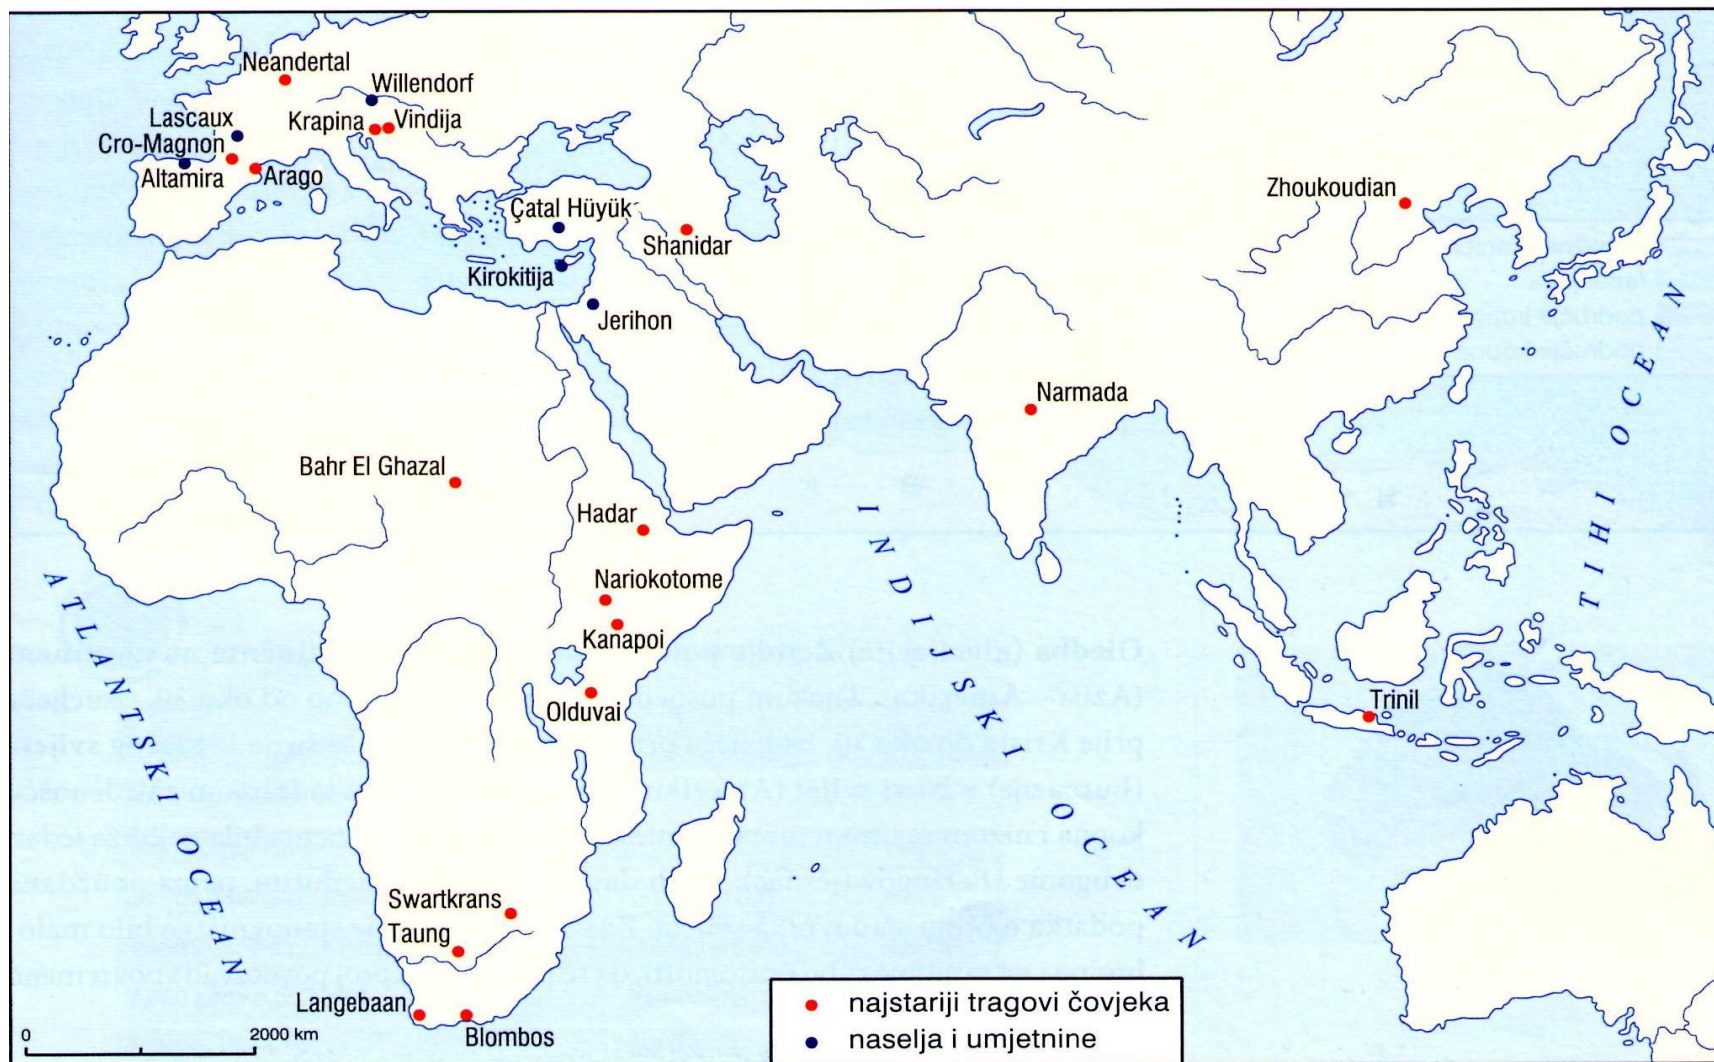 Neandertal
Willendorf
Lascaux
Krapina
Vindija
Cro-Magnon
Altamira
Arago
Çatal Hüyük
Shanidar
Zhoukoudian
Kirokitija
Jerihon
Narmada
Bahr El Ghazal
Hadar
Nariokotome
Kanapoi
Olduvai
Trinil
Swartkrans
Taung
Langebaan
Blombos
ATLANTSKI OCEAN
INDIJSKI OCEAN
TIHI OCEAN
0 2000 km
najstariji tragovi čovjeka
naselja i umjetnine